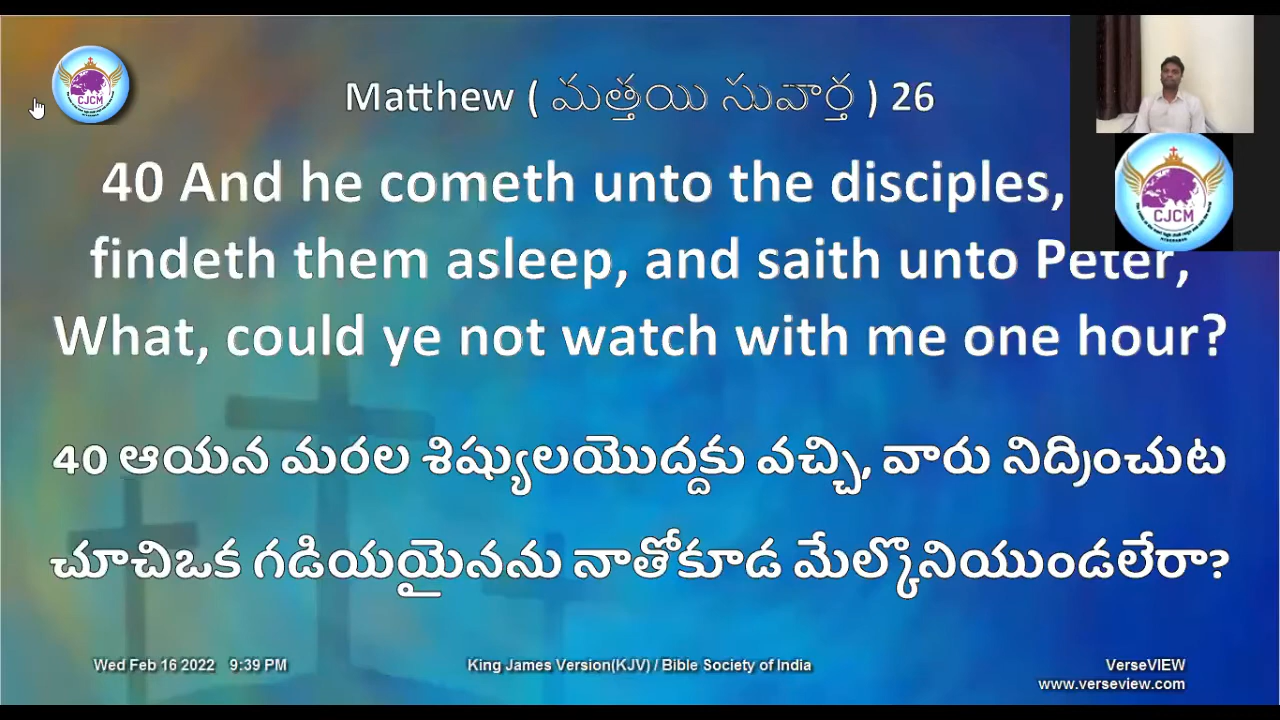 CJCM
Matthew ( మత్తయి సువార్త ) 26
40 And he cometh unto the disciples,
findeth them asleep, and saith unto Peter,
What, could ye not watch with me one hour?
CJCM
40 ఆయన మరల శిష్యులయొద్దకు వచ్చి, వారు నిద్రించుట
చూచిఒక గడియయైనను నాతోకూడ మేల్కొనియుండలేరా?
Wed Feb 16 2022 9:39 PM
King James Version(KJV) / Bible Society of India
VerseVIEW
www.verseview.com